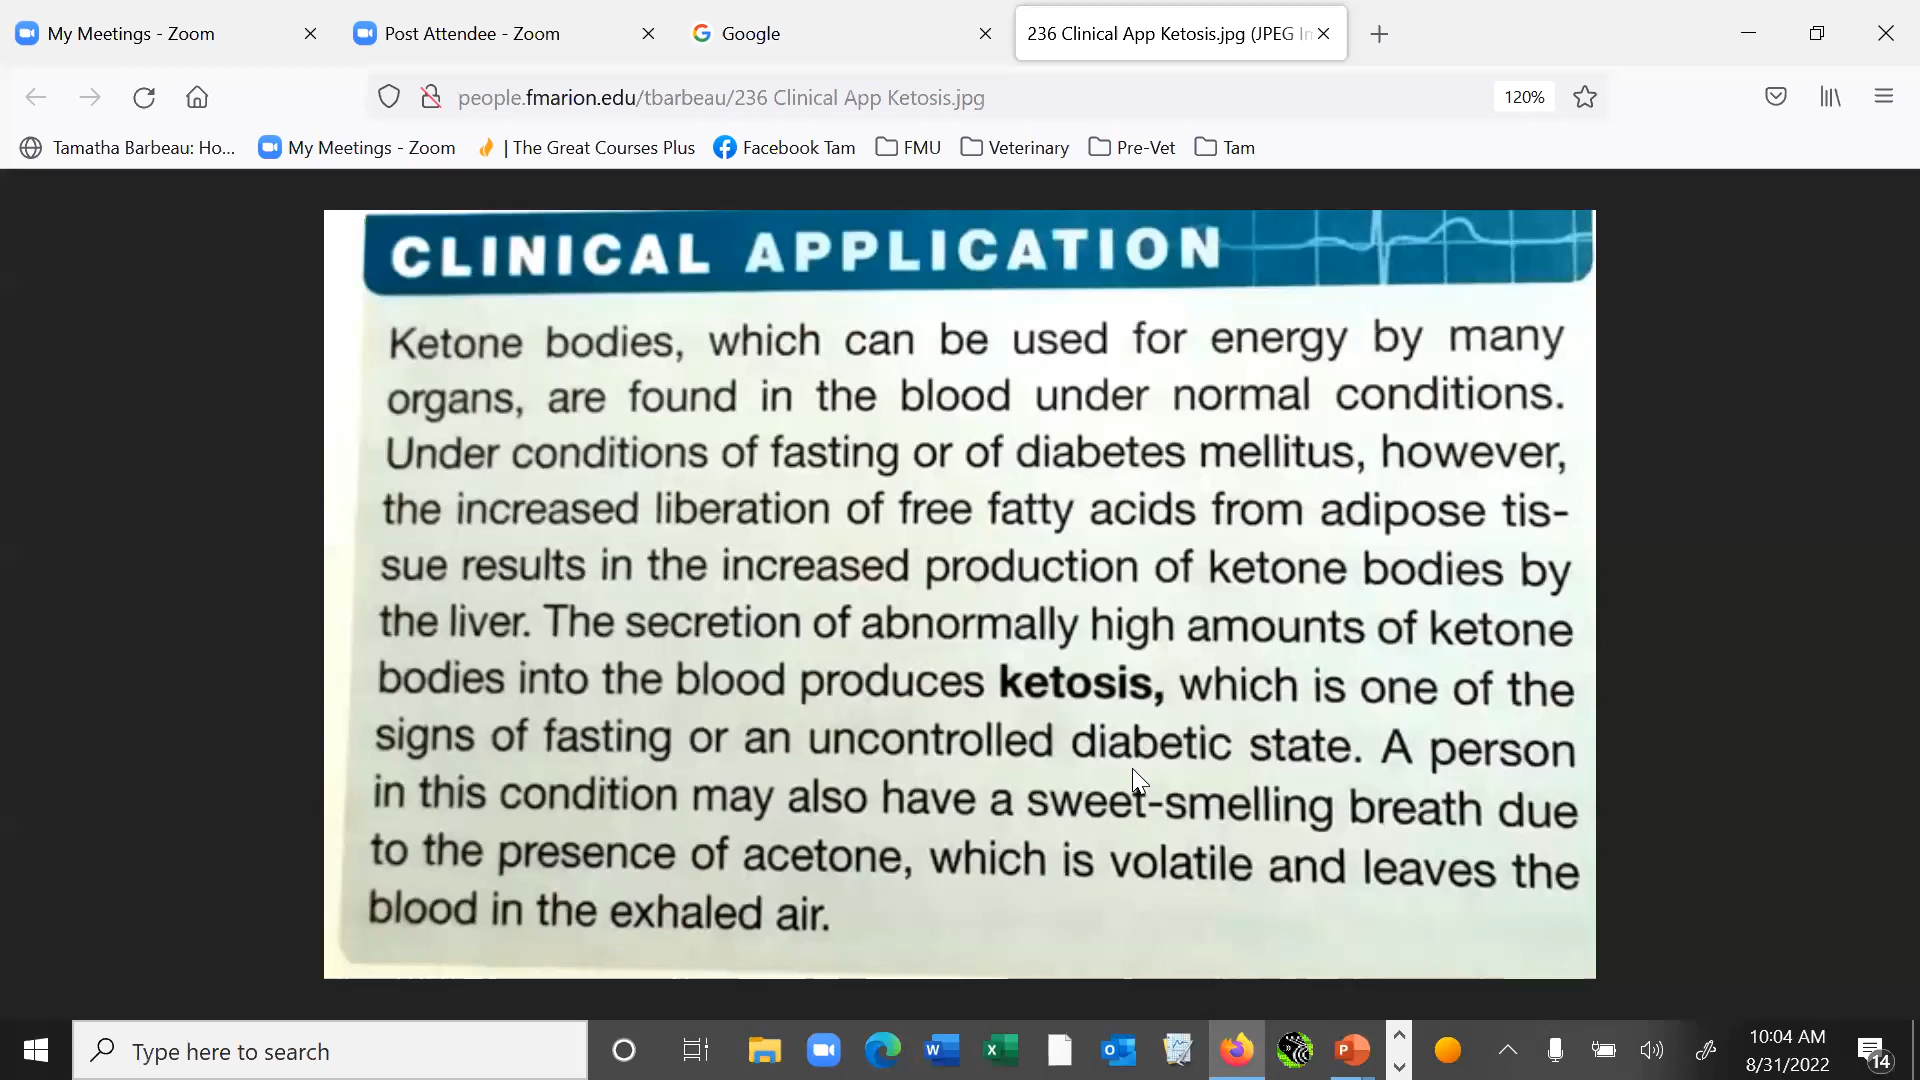 My Meetings - Zoom
Post Attendee - Zoom
Google
236 Clinical App Ketosis.jpg (JPEG In
people.fmarion.edu/tbarbeau/236 Clinical App Ketosis.jpg
120%
Tamatha Barbeau: Ho...
My Meetings - Zoom
| The Great Courses Plus
Facebook Tam
FMU
Veterinary
Pre-Vet
Tam
CLINICAL APPLICATION
Ketone bodies, which can be used for energy by many
organs, are found in the blood under normal conditions.
Under conditions of fasting or of diabetes mellitus, however,
the increased liberation of free fatty acids from adipose tis-
sue results in the increased production of ketone bodies by
the liver. The secretion of abnormally high amounts of ketone
bodies into the blood produces ketosis, which is one of the
signs of fasting or an uncontrolled diabetic state. A person
in this condition may also have a sweet-smelling breath due
to the presence of acetone, which is volatile and leaves the
blood in the exhaled air.
Type here to search
10:04 AM
8/31/2022
14